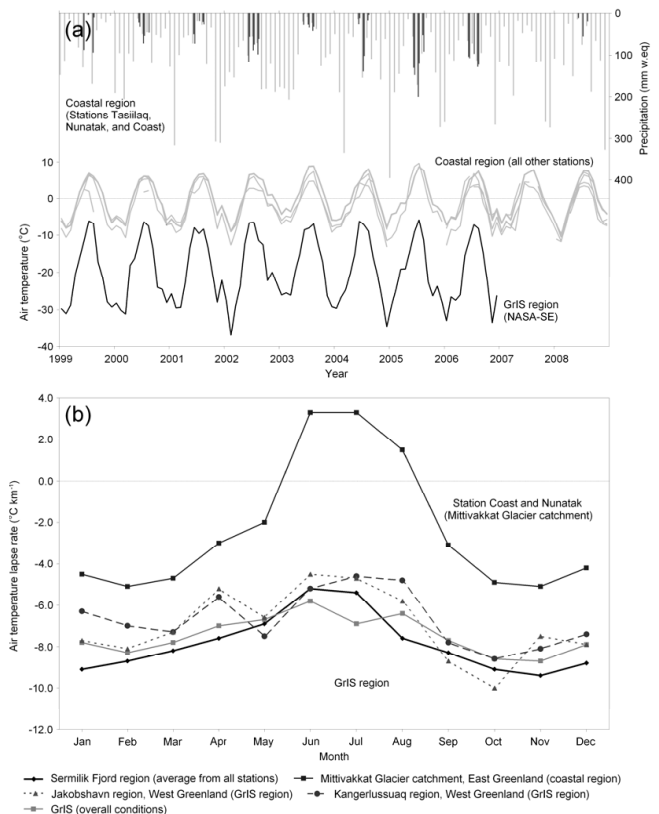 (a)
0
100
200
300
400
Precipitation (mm w.eq)
Coastal region
(Stations Tasiilaq,
Nunatak, and Coast)
Coastal region (all other stations)
10
0
-10
-20
-30
-40
Air temperature (°C)
GrIS region
(NASA-SE)
1999 2000 2001 2002 2003 2004 2005 2006 2007 2008
Year
(b)
4.0
2.0
0.0
-2.0
-4.0
-6.0
-8.0
-10.0
-12.0
Air temperature lapse rate (°C km-1)
Station Coast and Nunatak
(Mittivakkat Glacier catchment)
GrIS region
Jan Feb Mar Apr May Jun Jul Aug Sep Oct Nov Dec
Month
Sermilik Fjord region (average from all stations)
Mittivakkat Glacier catchment, East Greenland (coastal region)
Jakobshavn region, West Greenland (GrIS region)
Kangerlussuaq region, West Greenland (GrIS region)
GrIS (overall conditions)